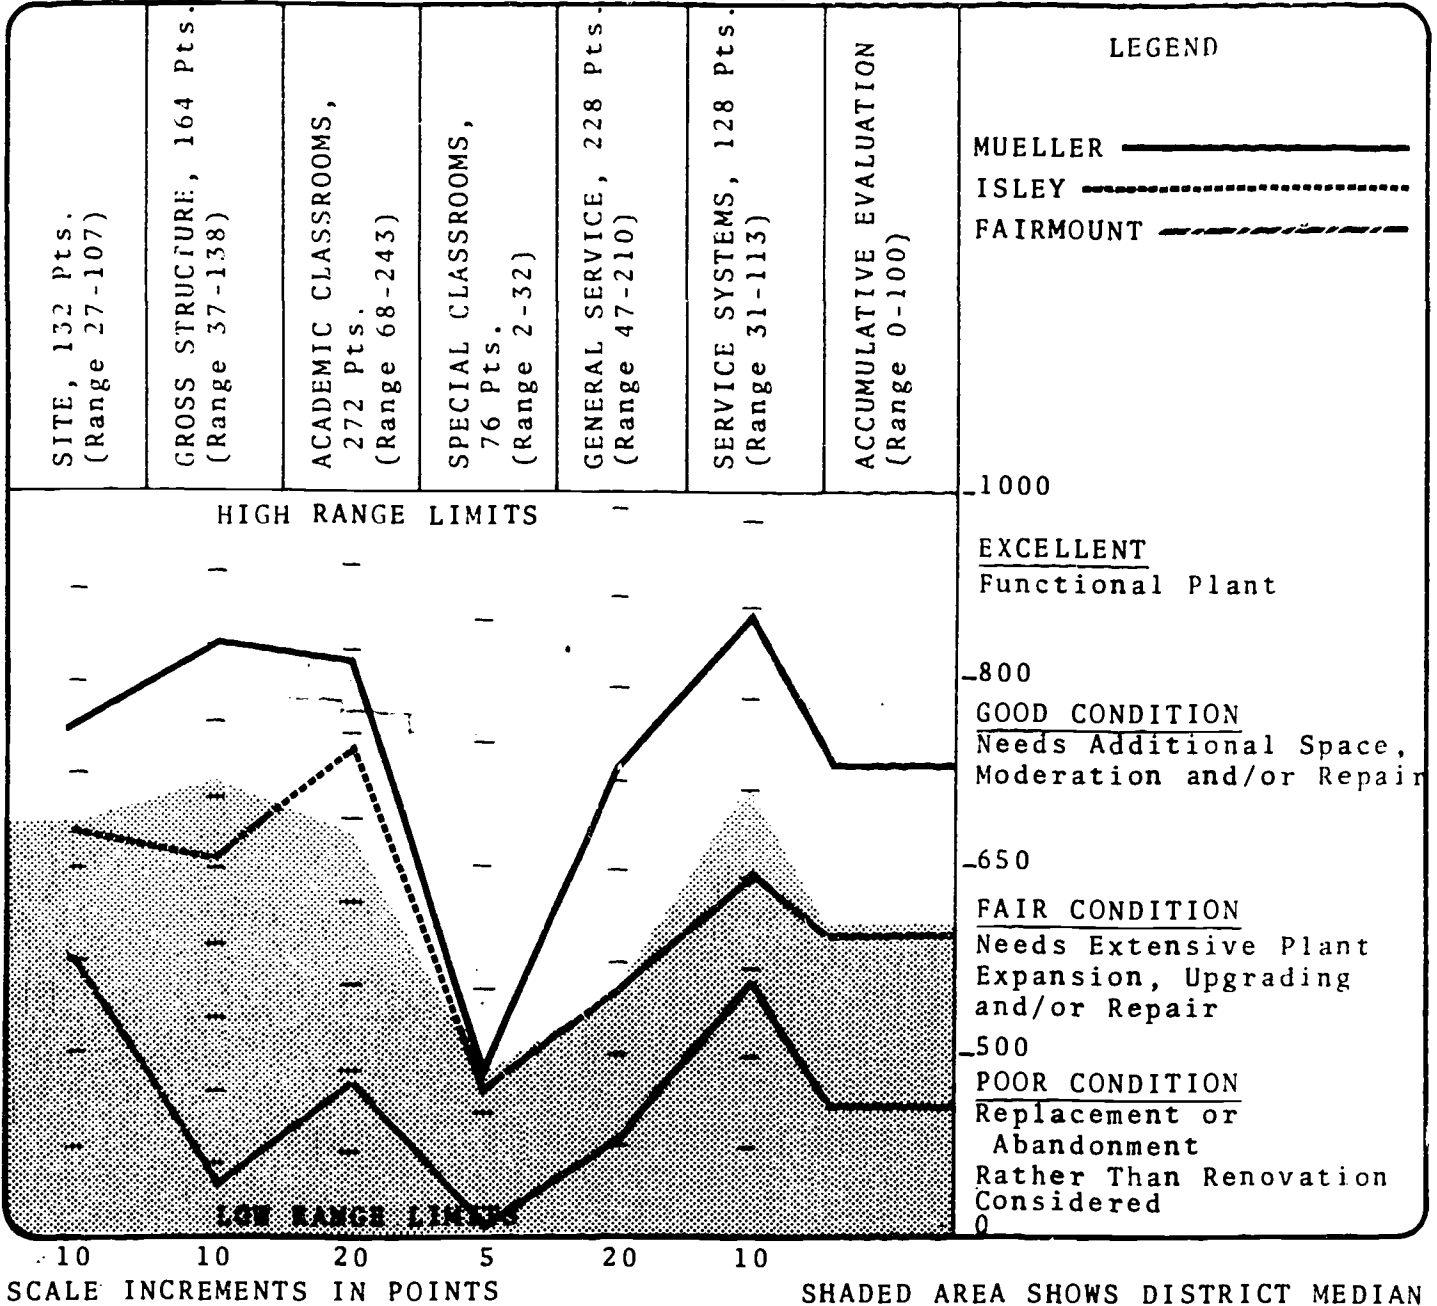 SITE, 132 Pts.
(Range 27-107)
GROSS STRUCTURE, 164 Pts.
(Range 37-138)
ACADEMIC CLASSROOMS,
272 Pts.
(Range 68-243)
SPECIAL CLASSROOMS,
76 Pts.
(Range 2-32)
GENERAL SERVICE, 228 Pts.
(Range 47-210)
SERVICE SYSTEMS, 128 Pts.
(Range 31-113)
ACCUMULATIVE EVALUATION
(Range 0-100)
LEGEND
MUELLER
ISLEY
FAIRMOUNT
HIGH RANGE LIMITS
1000
EXCELLENT
Functional Plant
800
GOOD CONDITION
Needs Additional Space,
Moderation and/or Repair
650
FAIR CONDITION
Needs Extensive Plant
Expansion, Upgrading
and/or Repair
500
POOR CONDITION
Replacement or
Abandonment
Rather Than Renovation
Considered
0
LOW RANGE LIMITS
10 10 20 5 20 10
SCALE INCREMENTS IN POINTS
SHADED AREA SHOWS DISTRICT MEDIAN